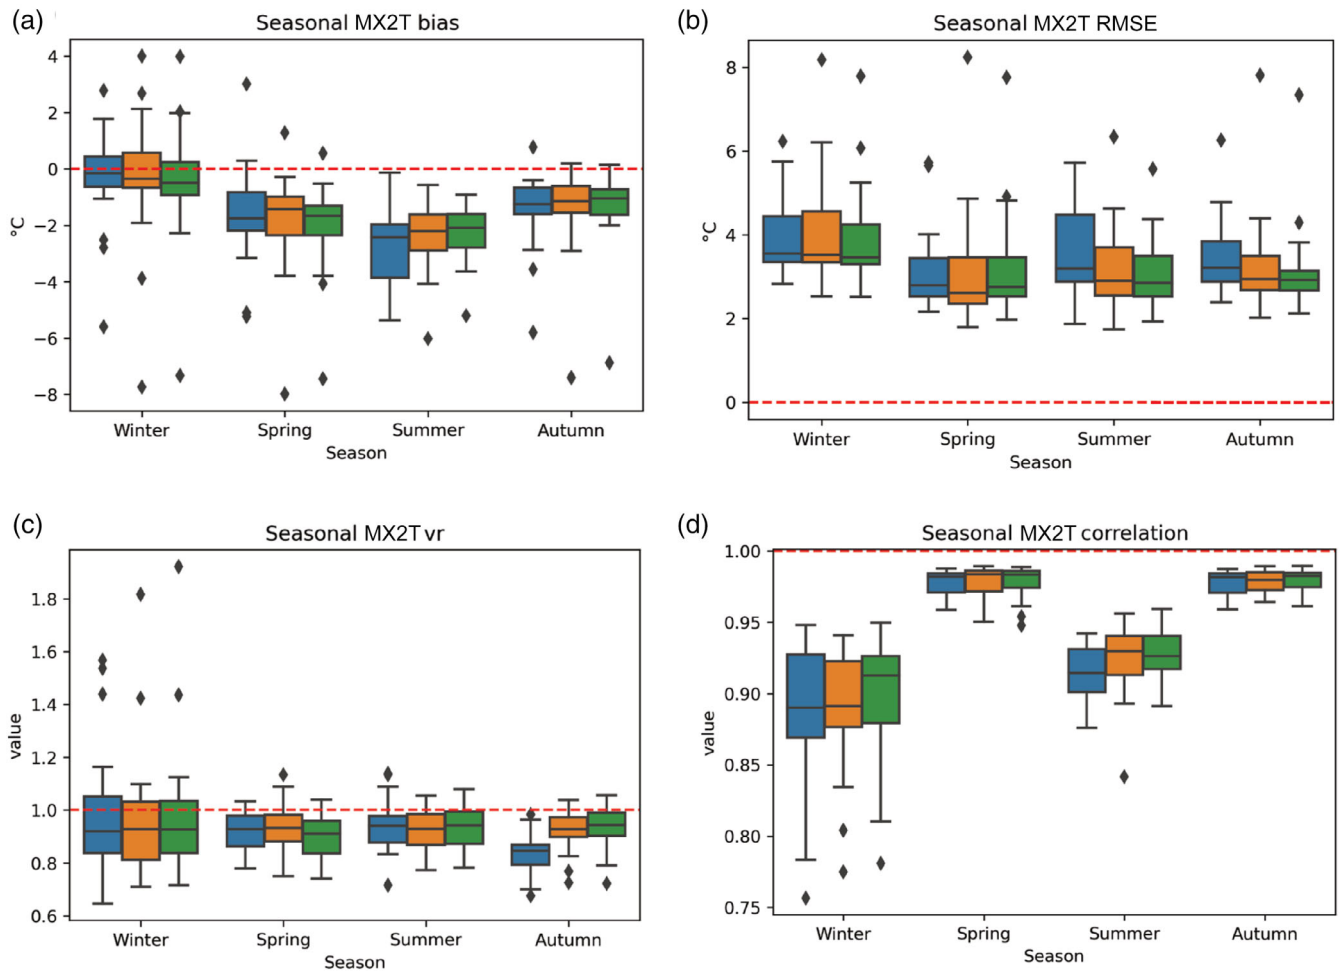 (a)
Seasonal MX2T bias
4
2
0
−2
−4
−6
−8
°C
Winter
Spring
Summer
Autumn
Season
(b)
Seasonal MX2T RMSE
8
6
4
2
0
°C
Winter
Spring
Summer
Autumn
Season
(c)
Seasonal MX2T vr
1.8
1.6
1.4
1.2
1.0
0.8
0.6
value
Winter
Spring
Summer
Autumn
Season
(d)
Seasonal MX2T correlation
1.00
0.95
0.90
0.85
0.80
0.75
value
Winter
Spring
Summer
Autumn
Season